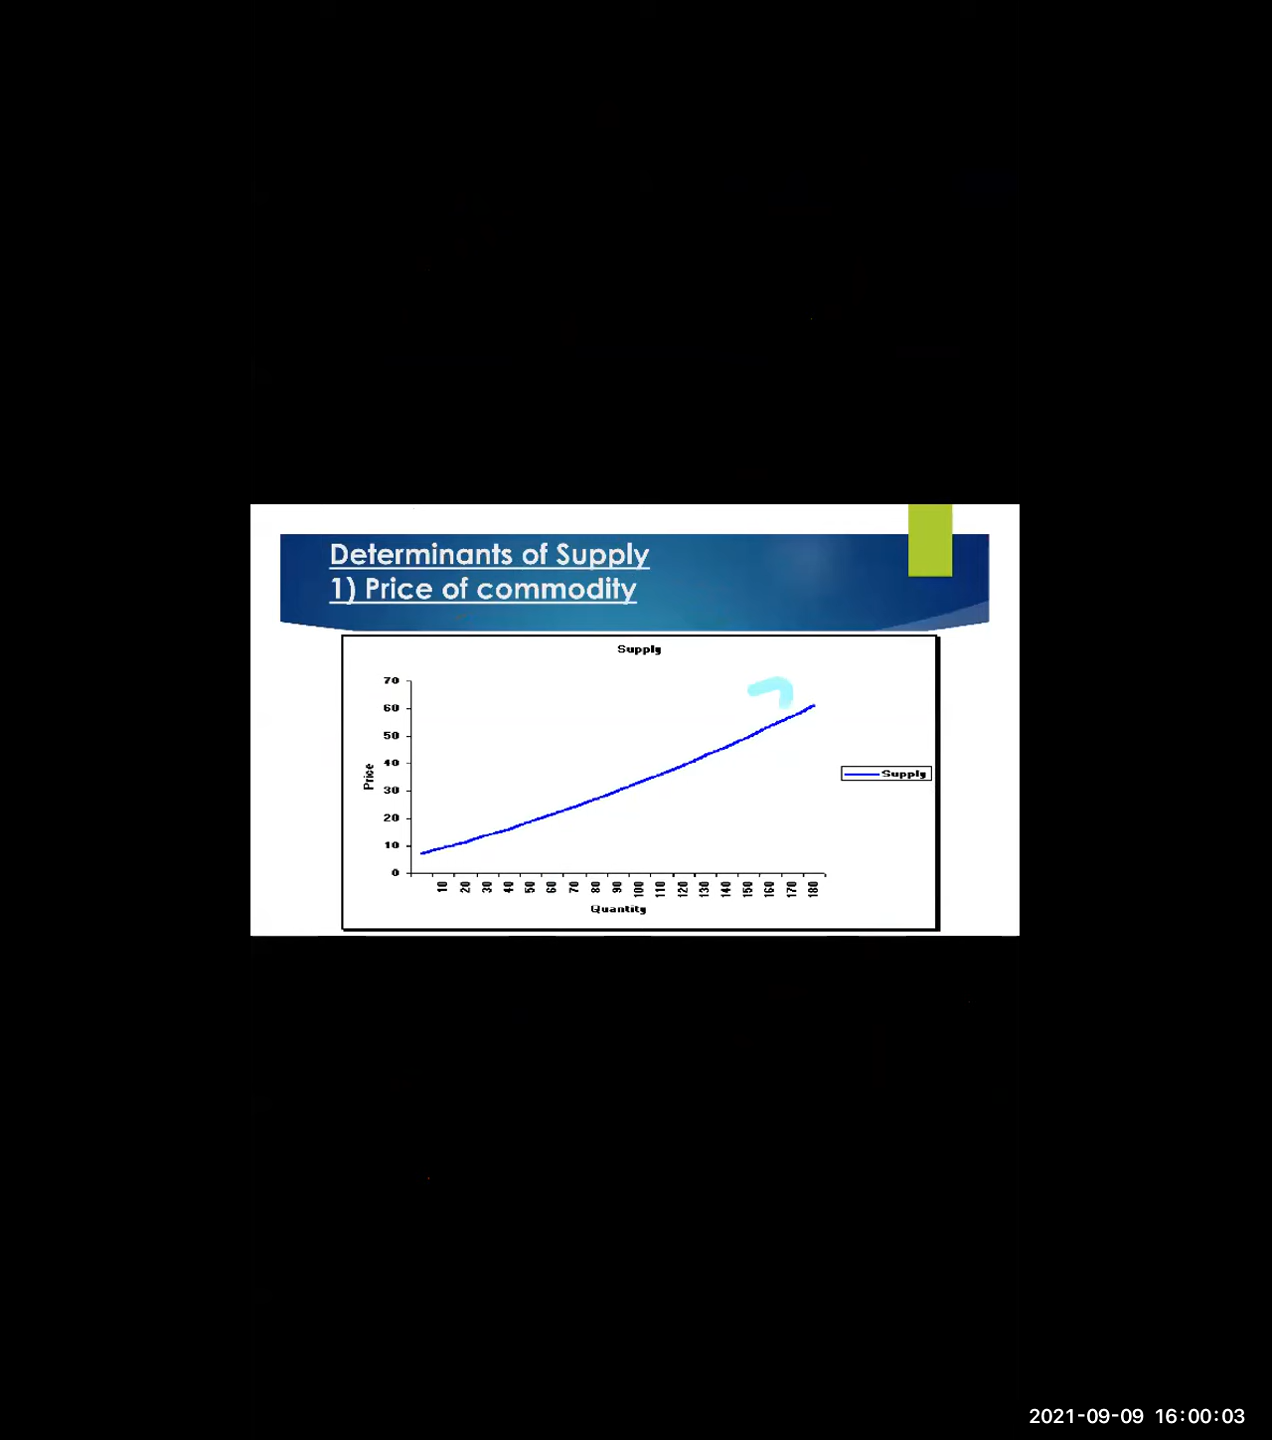 Determinants of Supply
1) Price of commodity
Supply
70
60
50
40
30
20
10
0
Price
Supply
10 20 30 40 50 60 70 80 90 100 110 120 130 140 150 160 170 180
Quantity
2021-09-09 16:00:03